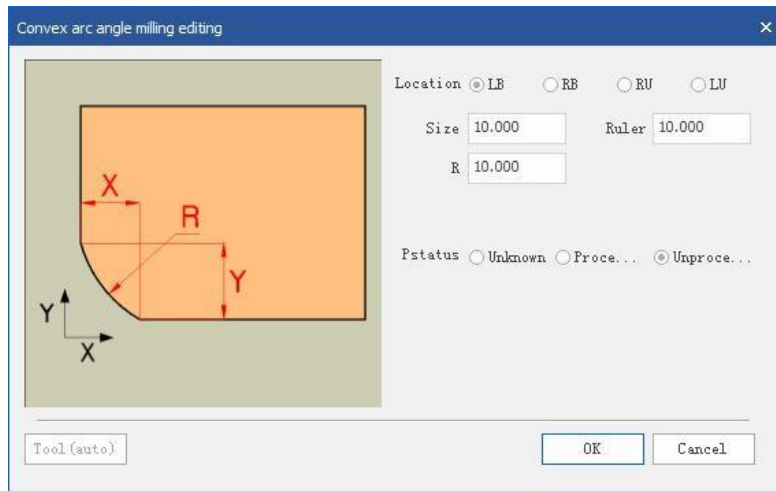 Convex arc angle milling editing
Location LB RB RU LU
Size 10.000 Ruler 10.000
R 10.000
X
R
Y
Y
X
Pstatus Unknown Proce... Unproce...
Tool(auto) OK Cancel